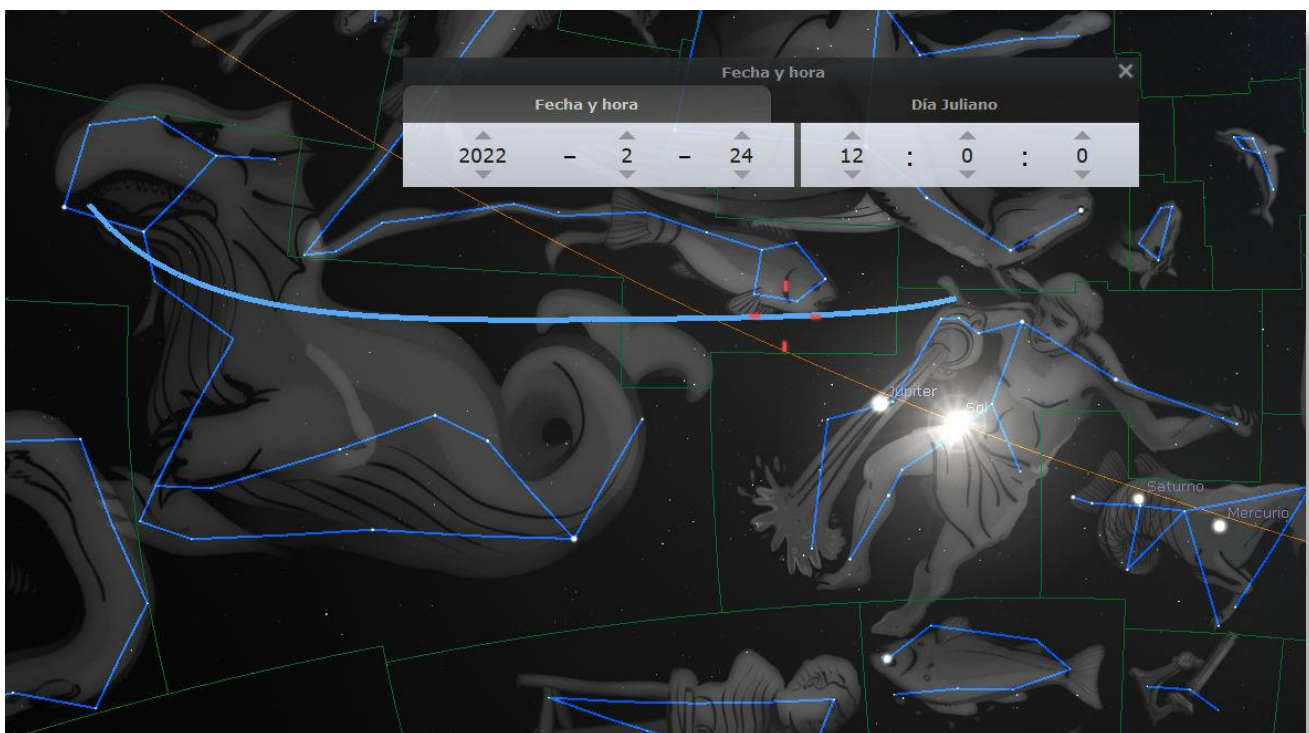 Fecha y hora
Fecha y hora
Día Juliano
2022 – 2 – 24 12 : 0 : 0
Júpiter
Sol
Saturno
Mercurio